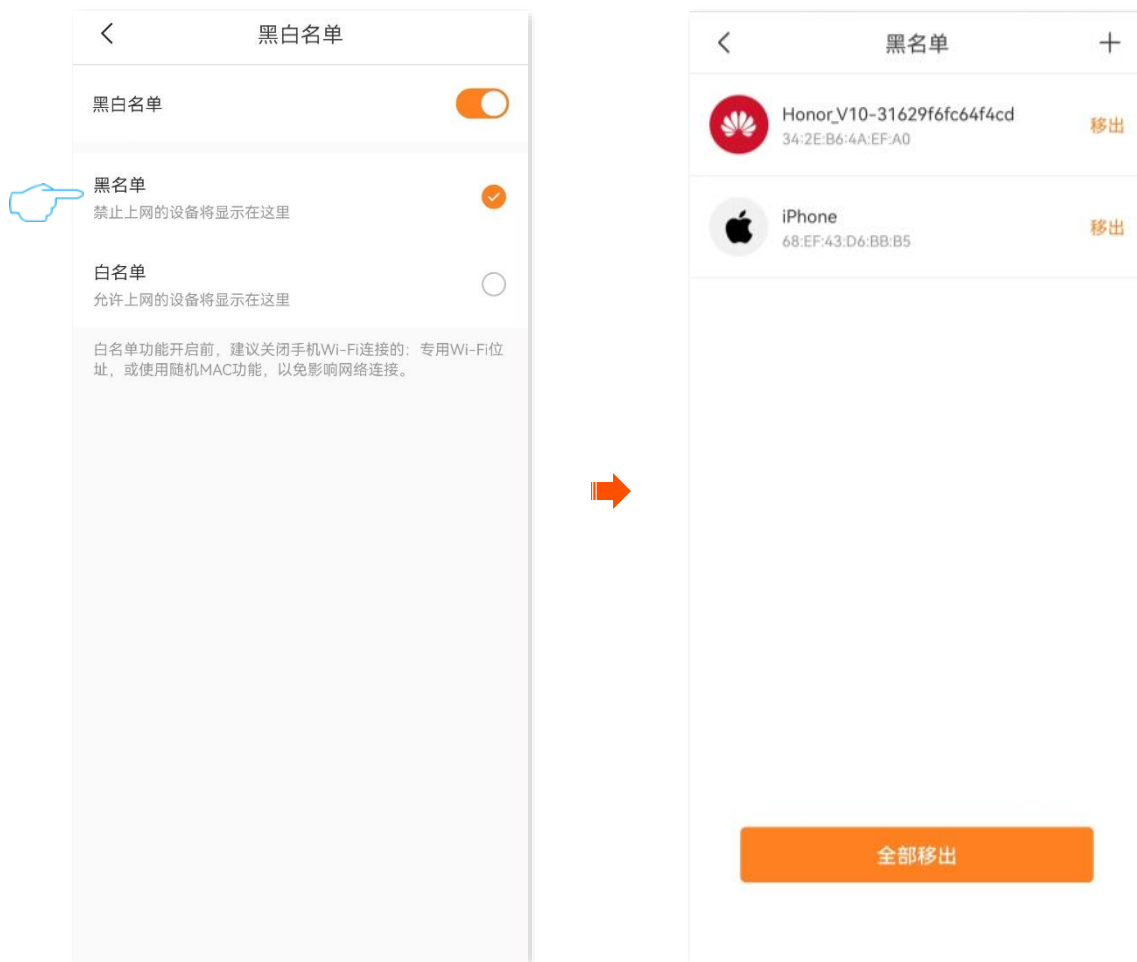 黑白名单
黑白名单
黑名单
禁止上网的设备将显示在这里
白名单
允许上网的设备将显示在这里
白名单功能开启前，建议关闭手机Wi-Fi连接的：专用Wi-Fi位
址，或使用随机MAC功能，以免影响网络连接。
黑名单
Honor_V10-31629f6fc64f4cd
34:2E:B6:4A:EF:A0
移出
iPhone
68:EF:43:D6:BB:B5
移出
全部移出